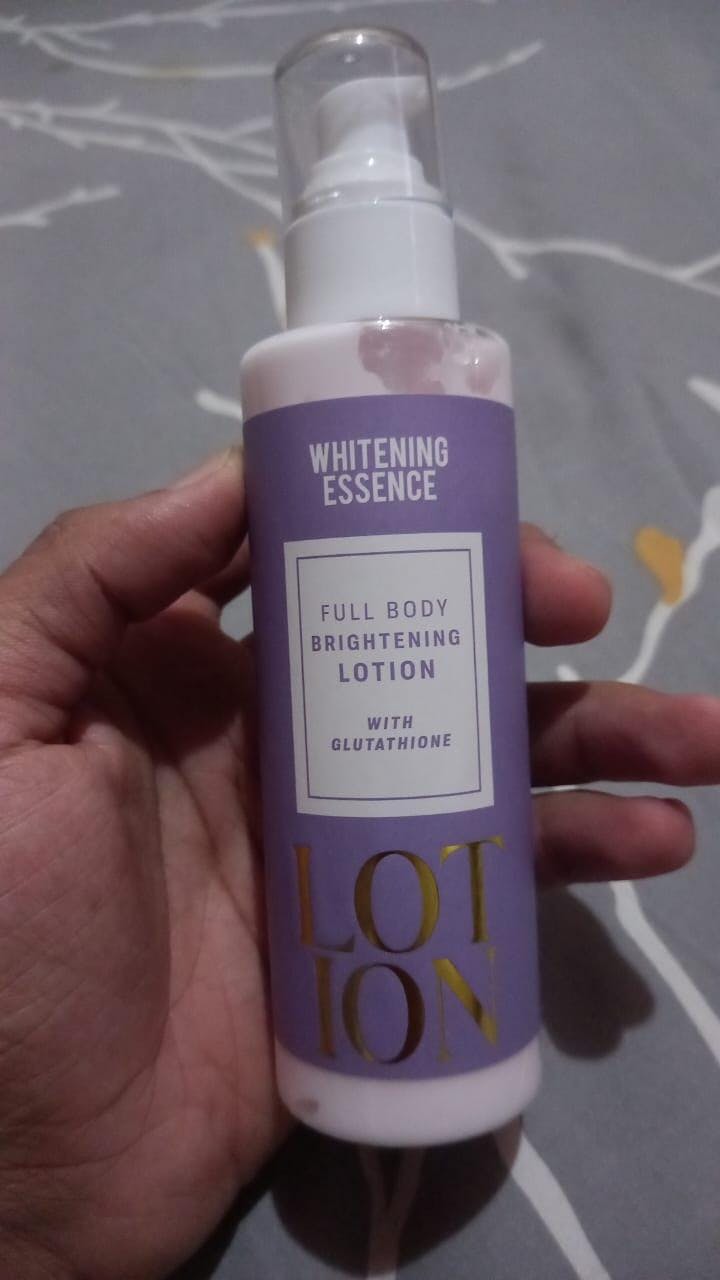 WHITENING
ESSENCE
FULL BODY
BRIGHTENING
LOTION
WITH
GLUTATHIONE
LOT
ION